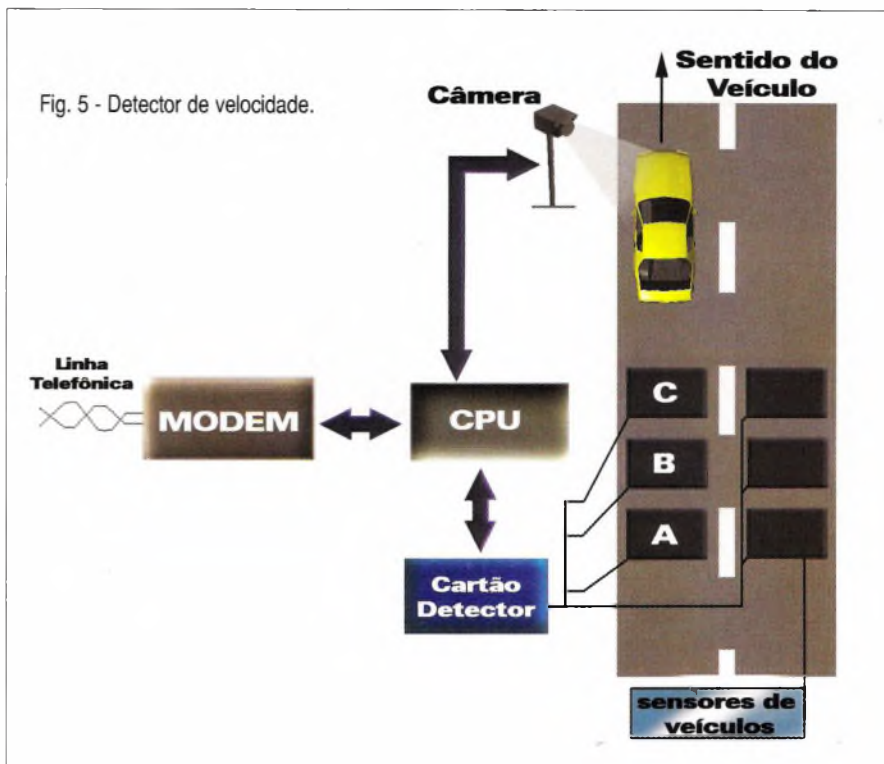 Fig. 5 - Detector de velocidade.
Sentido do
Veículo
Câmera
Linha
Telefônica
MODEM
CPU
C
B
A
Cartão
Detector
sensores de
veículos